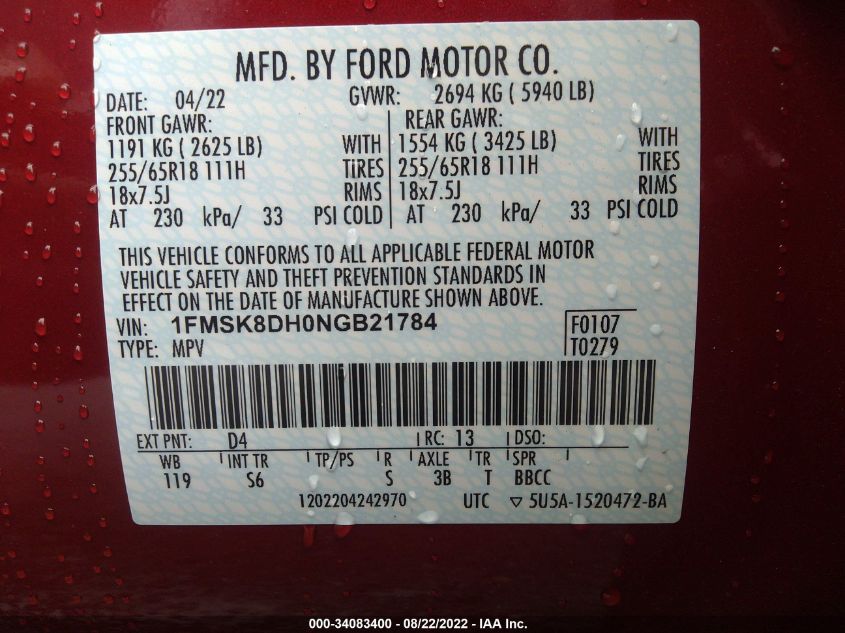 MFD. BY FORD MOTOR CO.
DATE: 04/22 GVWR: 2694 KG ( 5940 LB)
FRONT GAWR: REAR GAWR:
1191 KG ( 2625 LB) WITH 1554 KG ( 3425 LB) WITH
255/65R18 111H TIRES 255/65R18 111H TIRES
18x7.5J RIMS 18x7.5J RIMS
AT 230 kPa/ 33 PSI COLD AT 230 kPa/ 33 PSI COLD
THIS VEHICLE CONFORMS TO ALL APPLICABLE FEDERAL MOTOR
VEHICLE SAFETY AND THEFT PREVENTION STANDARDS IN
EFFECT ON THE DATE OF MANUFACTURE SHOWN ABOVE.
VIN: 1FMSK8DH0NGB21784 F0107
TYPE: MPV T0279
EXT PNT: D4 RC: 13 DSO:
WB INT TR TP/PS R AXLE TR SPR
119 S6 S 3B T BBCC
1202204242970 UTC ▽ 5U5A-1520472-BA
000-34083400 - 08/22/2022 - IAA Inc.